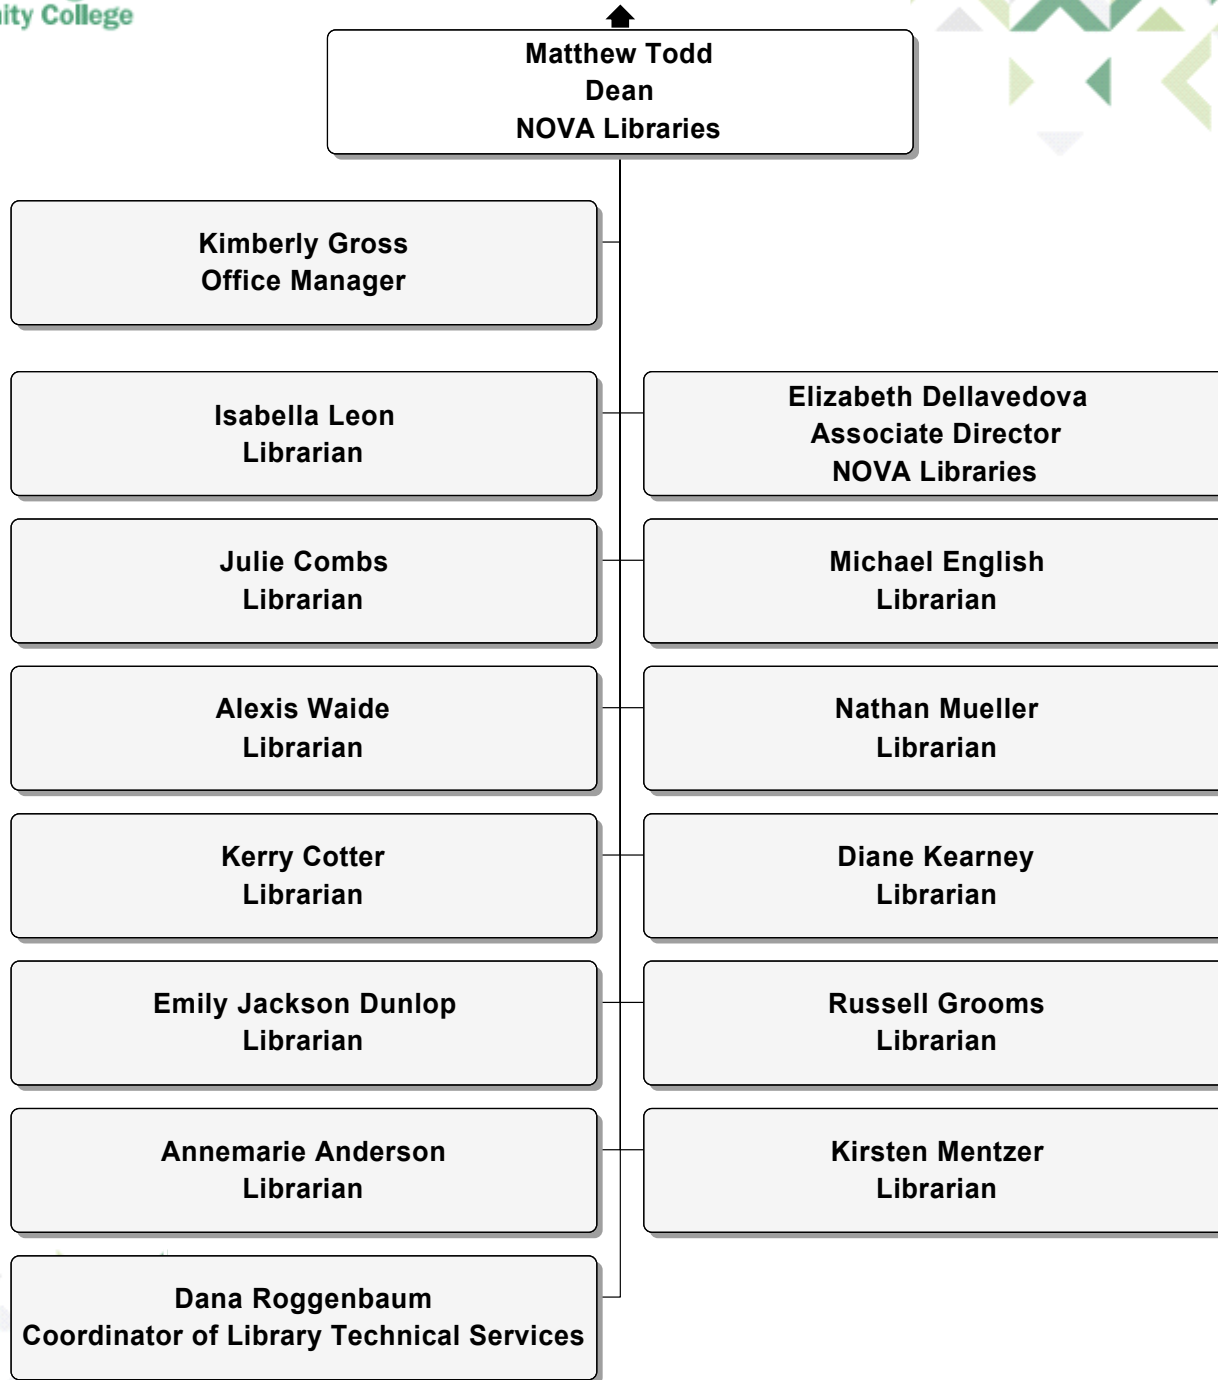 College
Matthew Todd
Dean
NOVA Libraries
Kimberly Gross
Office Manager
Isabella Leon
Librarian
Elizabeth Dellavedova
Associate Director
NOVA Libraries
Julie Combs
Librarian
Michael English
Librarian
Alexis Waide
Librarian
Nathan Mueller
Librarian
Kerry Cotter
Librarian
Diane Kearney
Librarian
Emily Jackson Dunlop
Librarian
Russell Grooms
Librarian
Annemarie Anderson
Librarian
Kirsten Mentzer
Librarian
Dana Roggenbaum
Coordinator of Library Technical Services